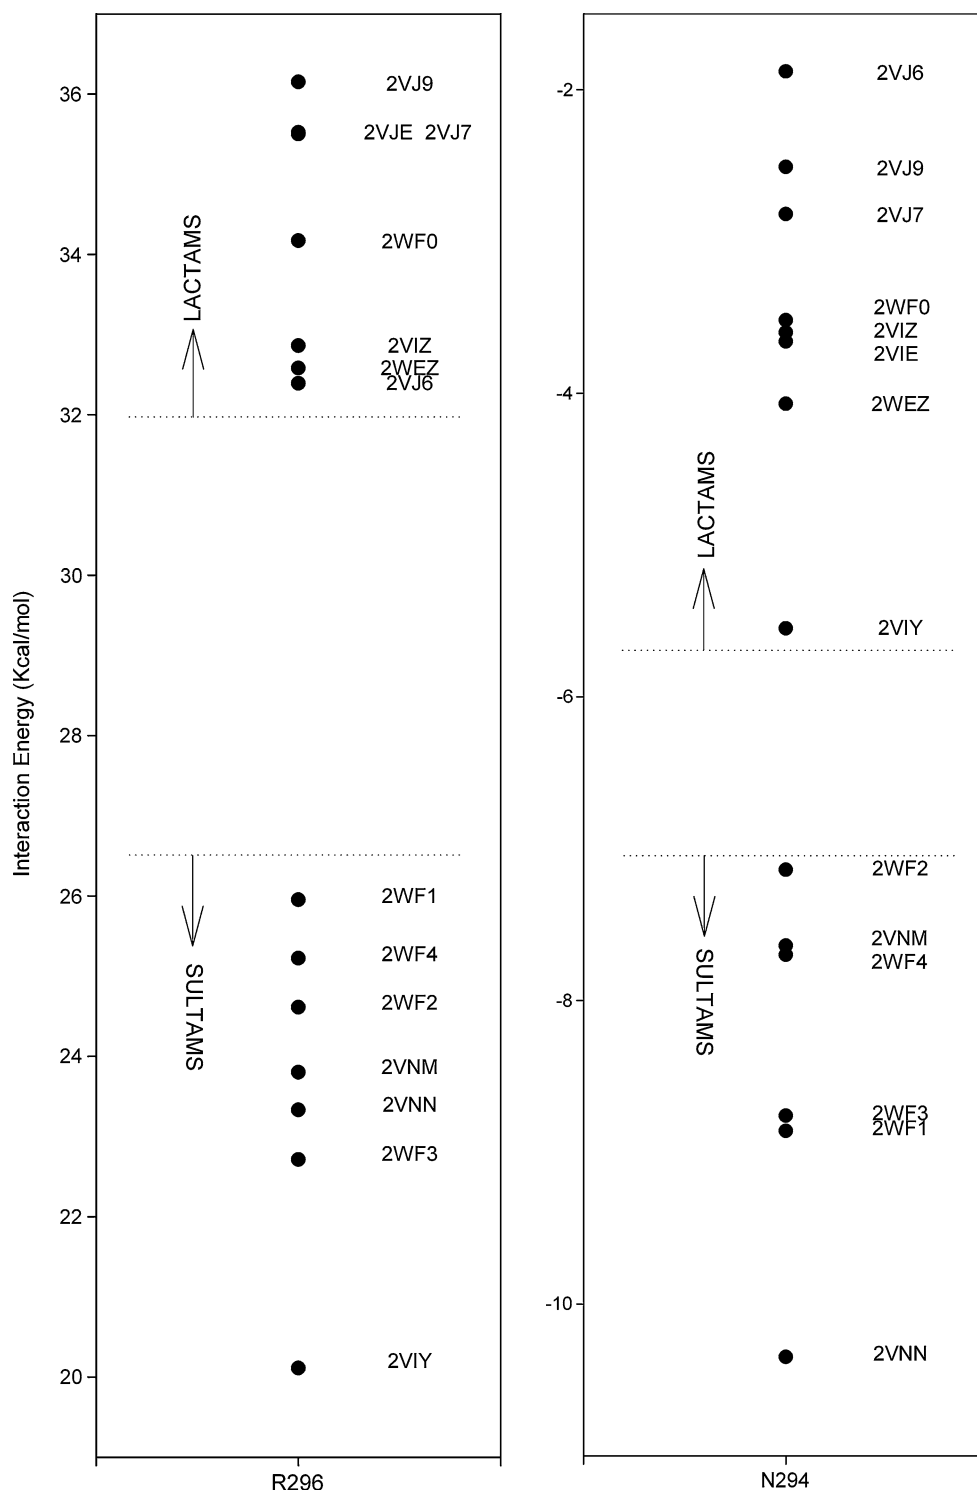 Interaction Energy (Kcal/mol)
36
34
32
30
28
26
24
22
20
2VJ9
2VJE 2VJ7
2WF0
2VIZ
2WEZ
2VJ6
LACTAMS
SULTAMS
2WF1
2WF4
2WF2
2VNM
2VNN
2WF3
2VIY
R296
-2
-4
-6
-8
-10
2VJ6
2VJ9
2VJ7
2WF0
2VIZ
2VIE
2WEZ
LACTAMS
2VIY
2WF2
2VNM
2WF4
SULTAMS
2WF3
2WF1
2VNN
N294